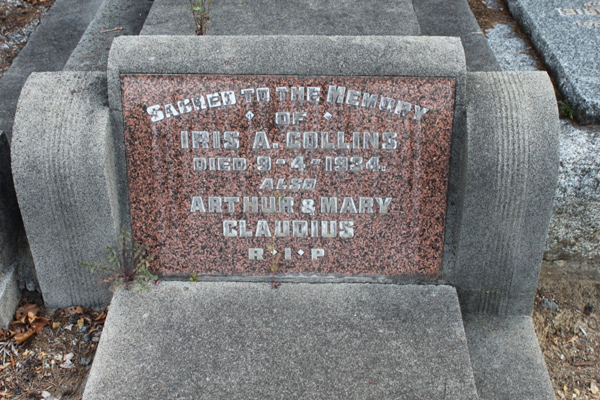 SACRED TO THE MEMORY
OF
IRIS A. COLLINS
DIED 9-4-1934.
ALSO
ARTHUR & MARY
CLAUDIUS
R·I·P